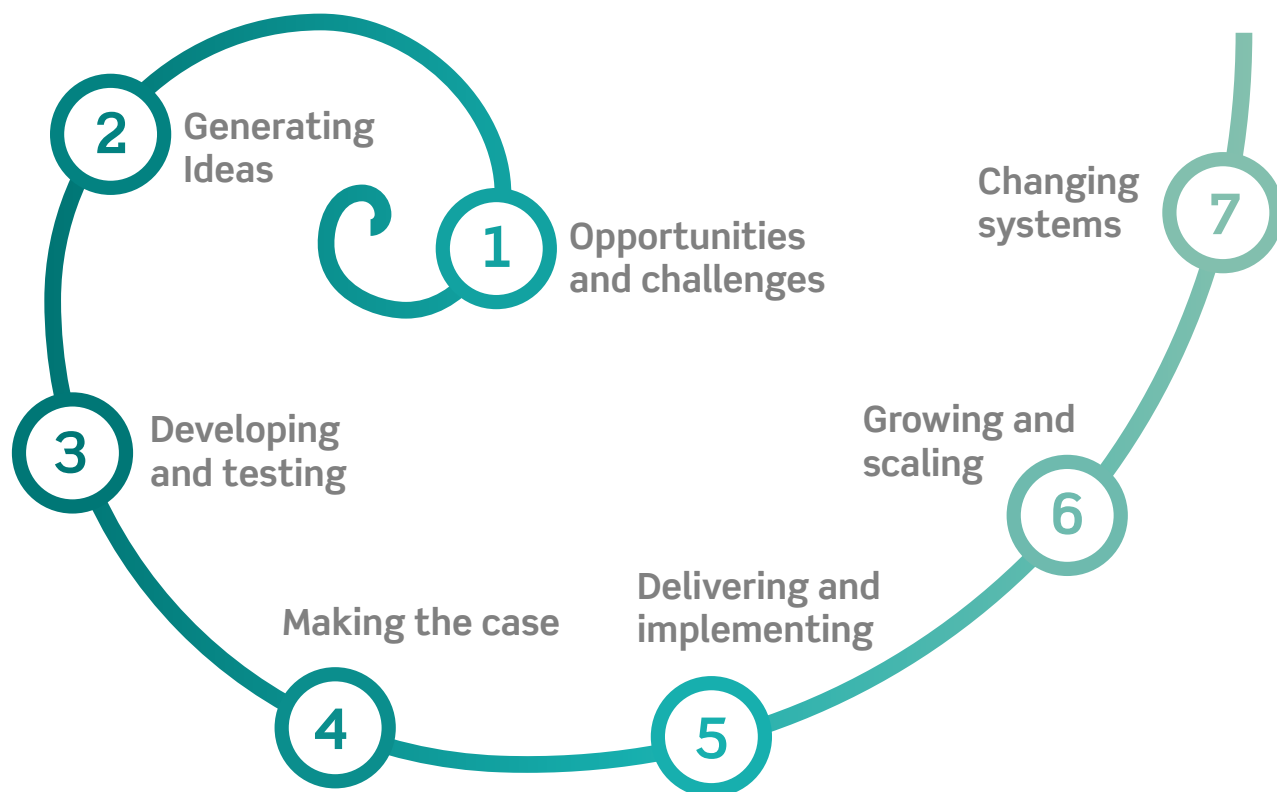 1
Opportunities
and challenges
2
Generating
Ideas
3
Developing
and testing
4
Making the case
5
Delivering and
implementing
6
Growing and
scaling
7
Changing
systems